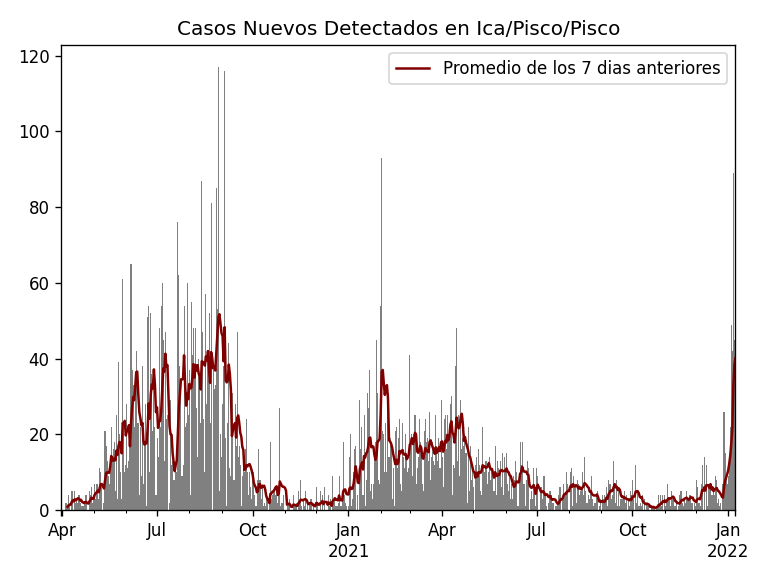 Casos Nuevos Detectados en Ica/Pisco/Pisco
Promedio de los 7 dias anteriores
120
100
80
60
40
20
0
Apr Jul Oct Jan Apr Jul Oct Jan
2021 2022